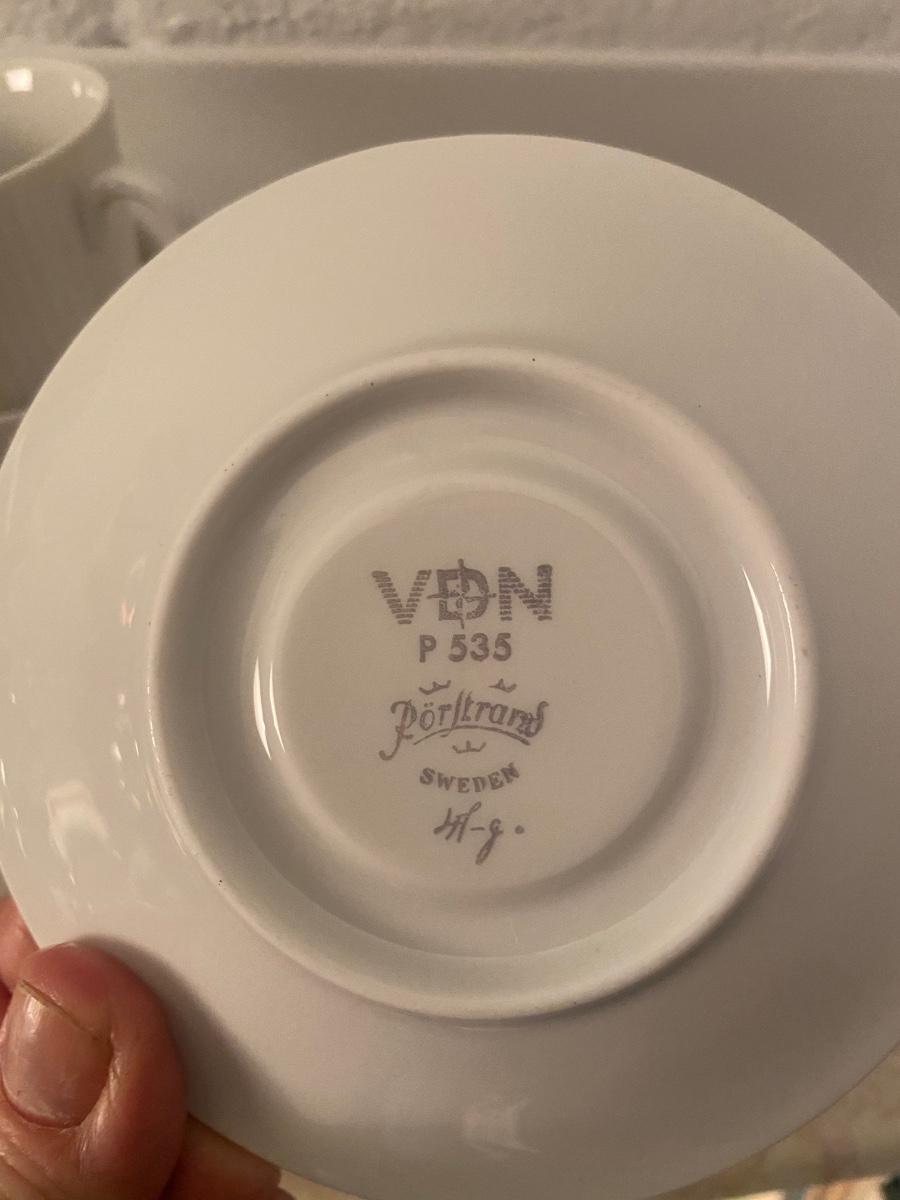 VDN
P 535
Rörstrand
SWEDEN